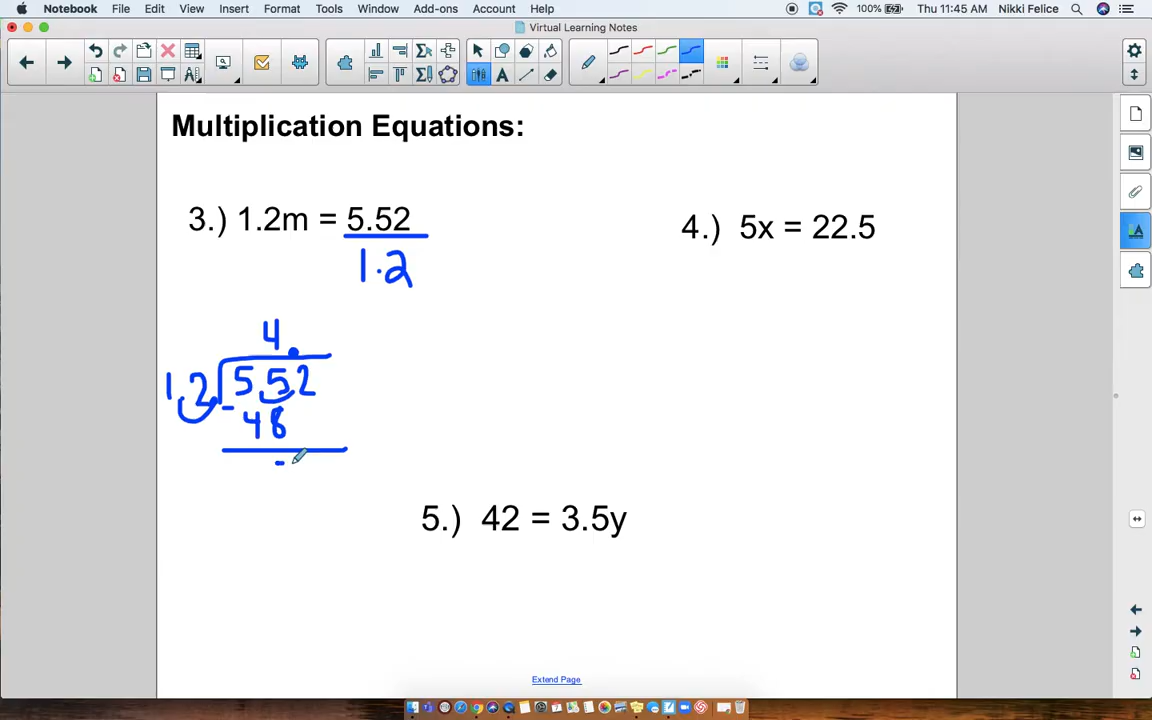 Notebook File Edit View Insert Format Tools Window Add-ons Account Help 100% Thu 11:45 AM Nikki Felice
Virtual Learning Notes
Multiplication Equations:
3.) 1.2m = 5.52
1.2
4.) 5x = 22.5
4.
1.2 5.52
- 48
5.) 42 = 3.5y
Extend Page